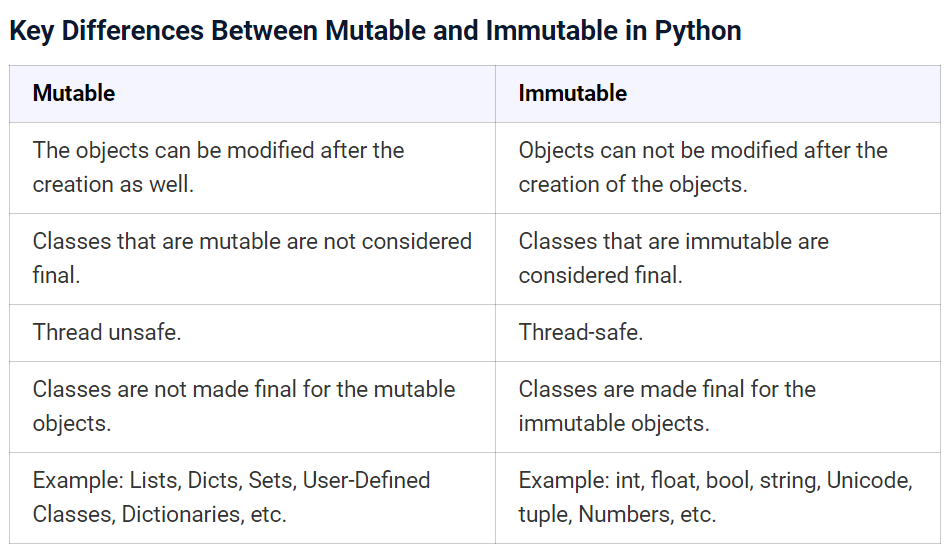 Key Differences Between Mutable and Immutable in Python
Mutable
Immutable
The objects can be modified after the
creation as well.
Objects can not be modified after the
creation of the objects.
Classes that are mutable are not considered
final.
Classes that are immutable are
considered final.
Thread unsafe.
Thread-safe.
Classes are not made final for the mutable
objects.
Classes are made final for the
immutable objects.
Example: Lists, Dicts, Sets, User-Defined
Classes, Dictionaries, etc.
Example: int, float, bool, string, Unicode,
tuple, Numbers, etc.